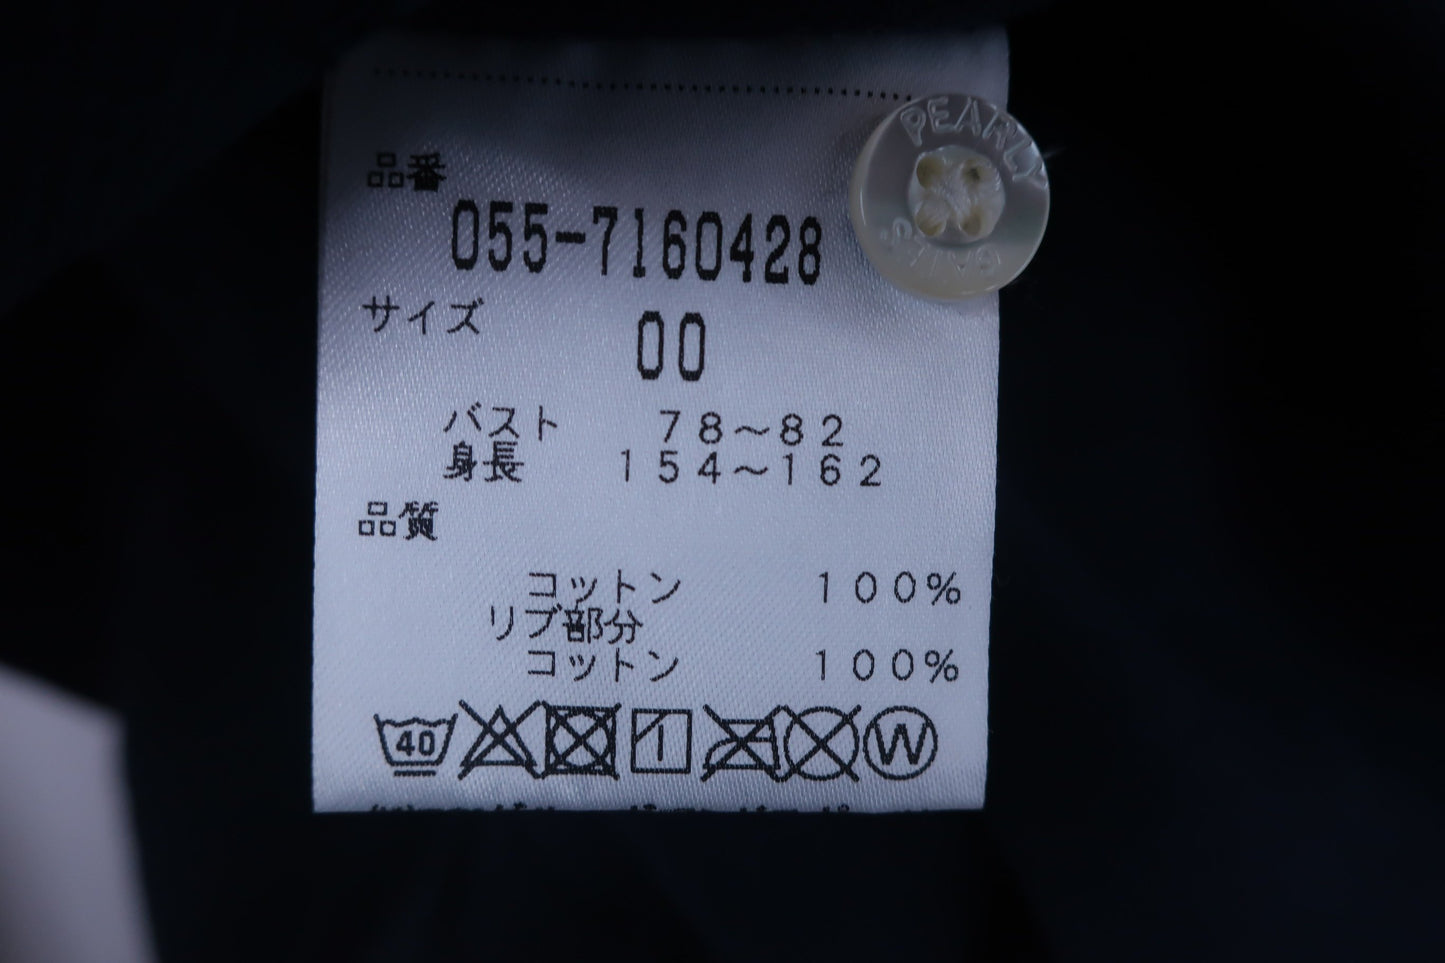 品番
055-7160428
サイズ
00
バスト 78～82
身長 154～162
品質
コットン 100%
リブ部分
コットン 100%
40
W
PEARLY
GATES